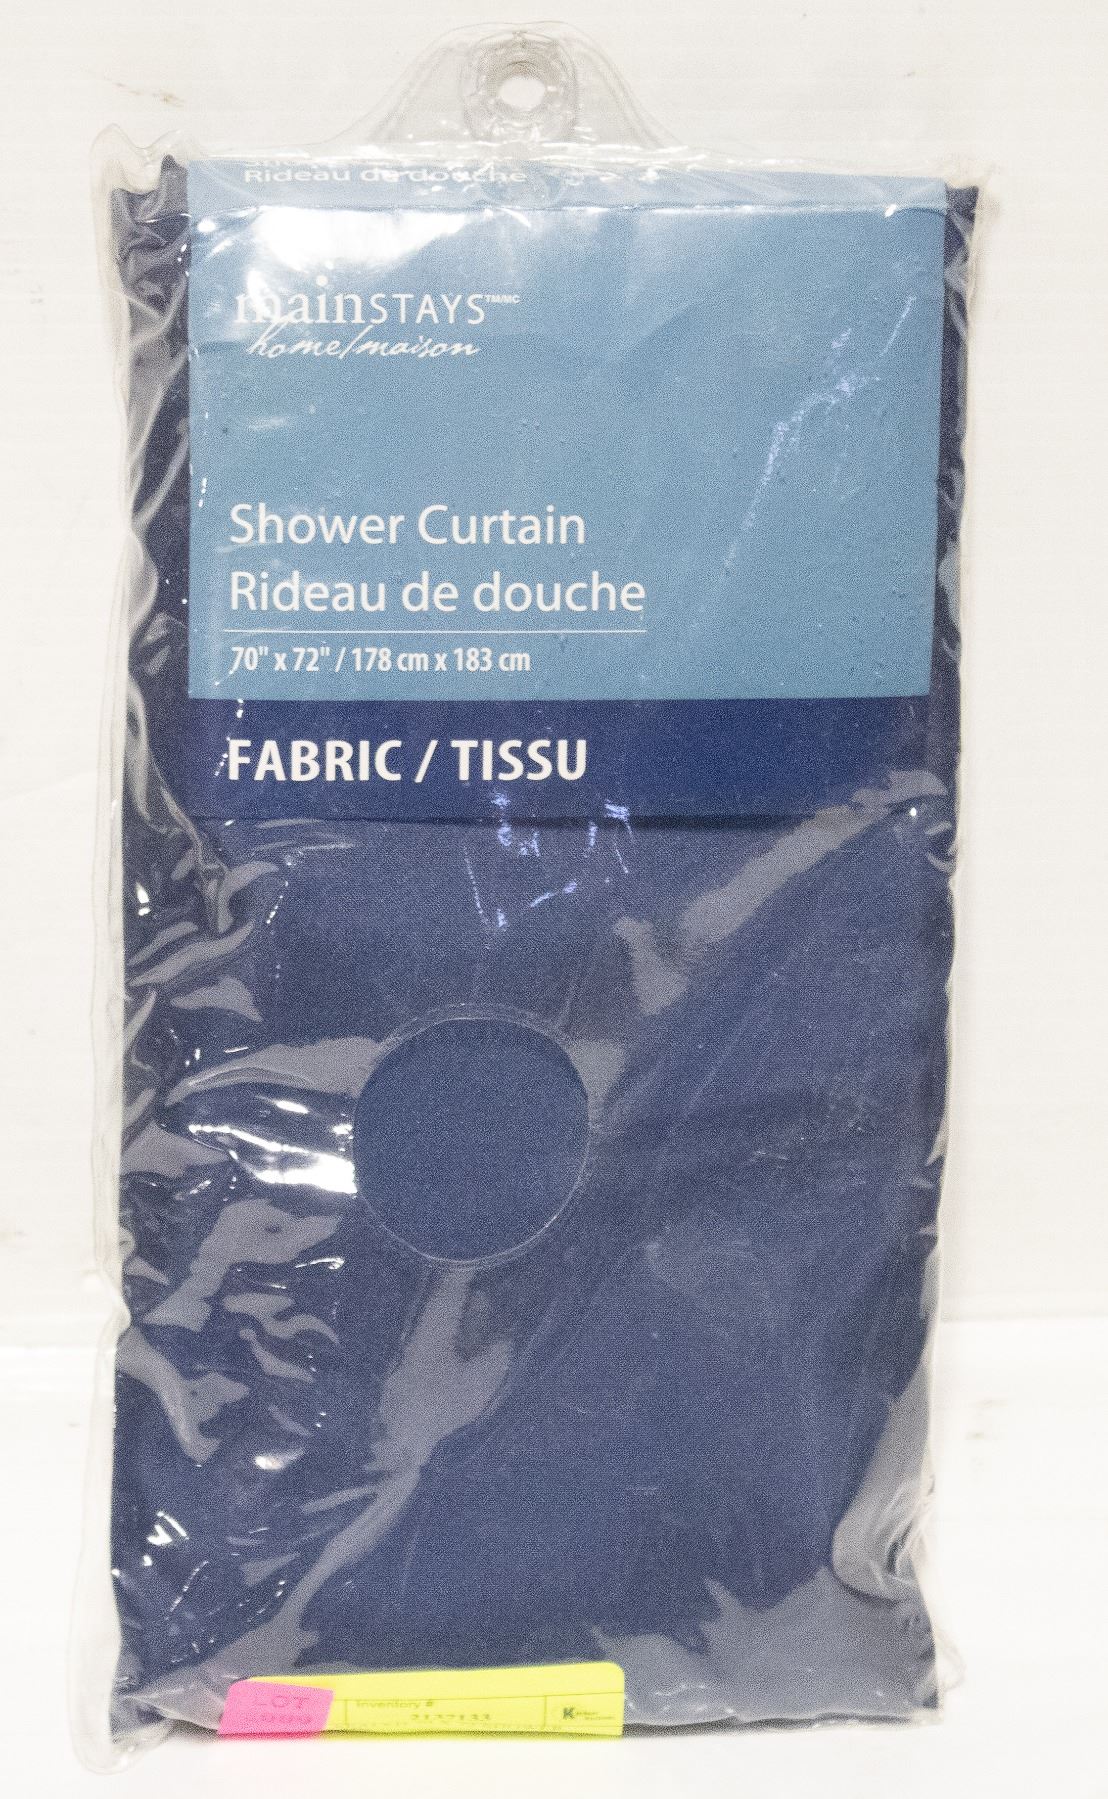 Rideau de douche
mainSTAYS™/MC
home/maison
Shower Curtain
Rideau de douche
70" x 72" / 178 cm x 183 cm
FABRIC / TISSU
LOT
Inventory #
2137133